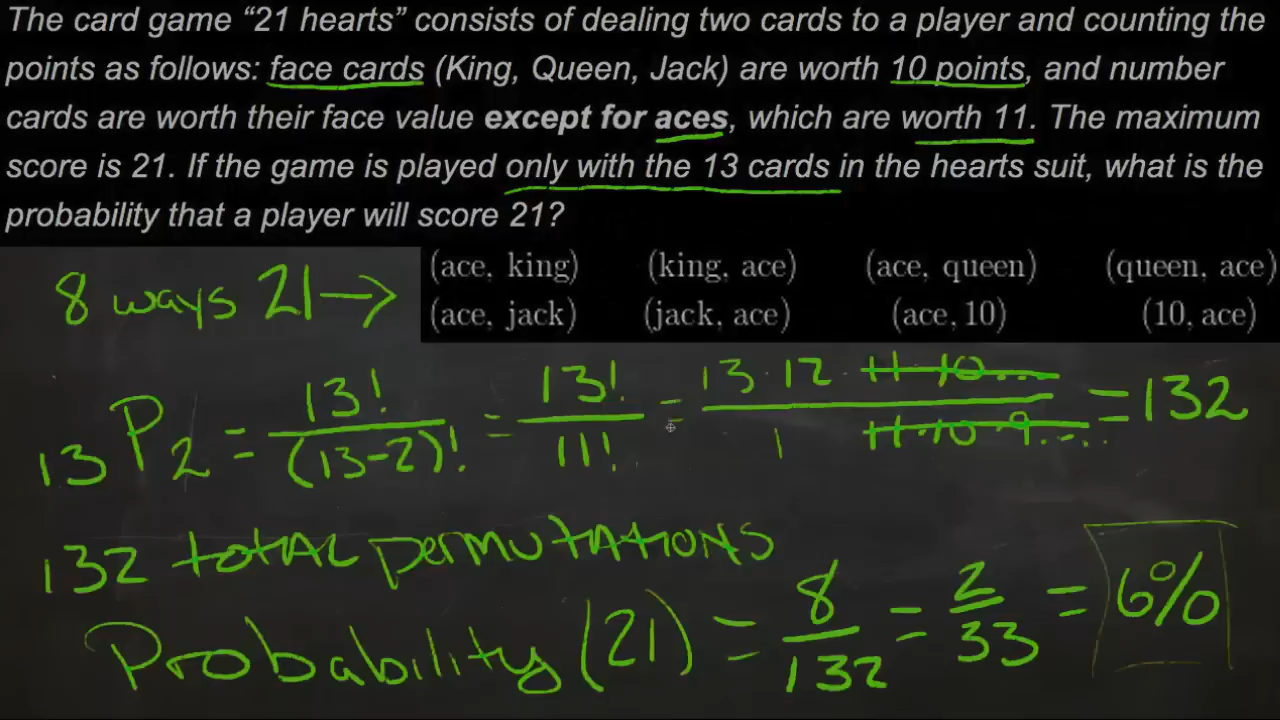 The card game “21 hearts” consists of dealing two cards to a player and counting the
points as follows: face cards (King, Queen, Jack) are worth 10 points, and number
cards are worth their face value except for aces, which are worth 11. The maximum
score is 21. If the game is played only with the 13 cards in the hearts suit, what is the
probability that a player will score 21?
8 ways 21 → (ace, king) (king, ace) (ace, queen) (queen, ace)
(ace, jack) (jack, ace) (ace, 10) (10, ace)
13 P 2 = 13! / (13-2)! = 13! / 11! = 13·12 11·10... / 1 11·10·9.... = 132
132 total permutations
Probability (21) = 8/132 = 2/33 = 6%